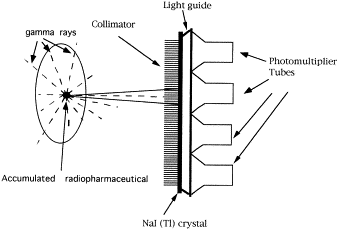 Light guide
Collimator
gamma rays
Photomultiplier
Tubes
Accumulated radiopharmaceutical
NaI (Tl) crystal